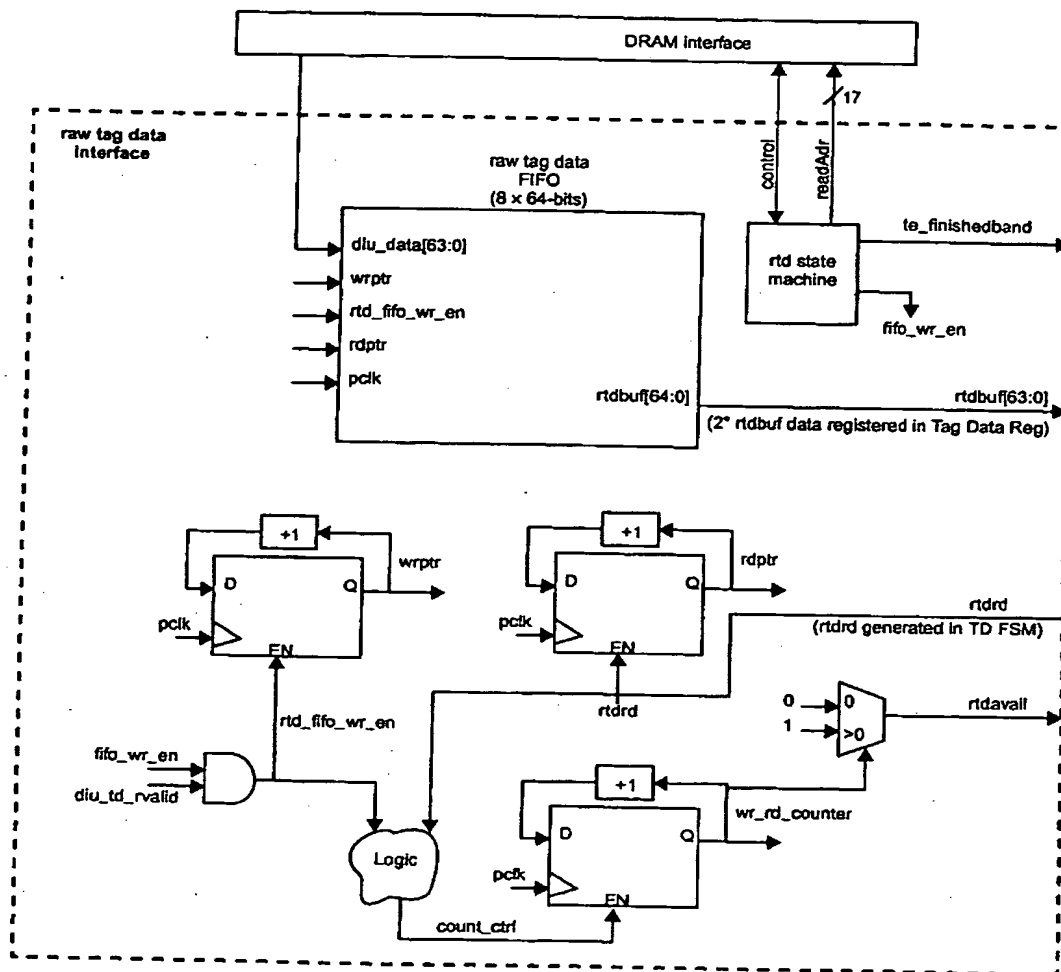 DRAM interface
17
raw tag data
interface
control
readAdr
raw tag data
FIFO
(8 × 64-bits)
diu_data[63:0]
wrptr
rtd_fifo_wr_en
rdptr
pclk
rtdbuf[64:0]
rtd state
machine
te_finishedband
fifo_wr_en
rtdbuf[63:0]
(2* rtdbuf data registered in Tag Data Reg)
+1
wrptr
D
Q
pclk
EN
+1
rdptr
D
Q
pclk
EN
rtdrd
rtdrd
(rtdrd generated in TD FSM)
rtd_fifo_wr_en
fifo_wr_en
diu_td_rvalid
Logic
count_ctrl
0
0
1
>0
rtdavail
+1
wr_rd_counter
D
Q
pclk
EN